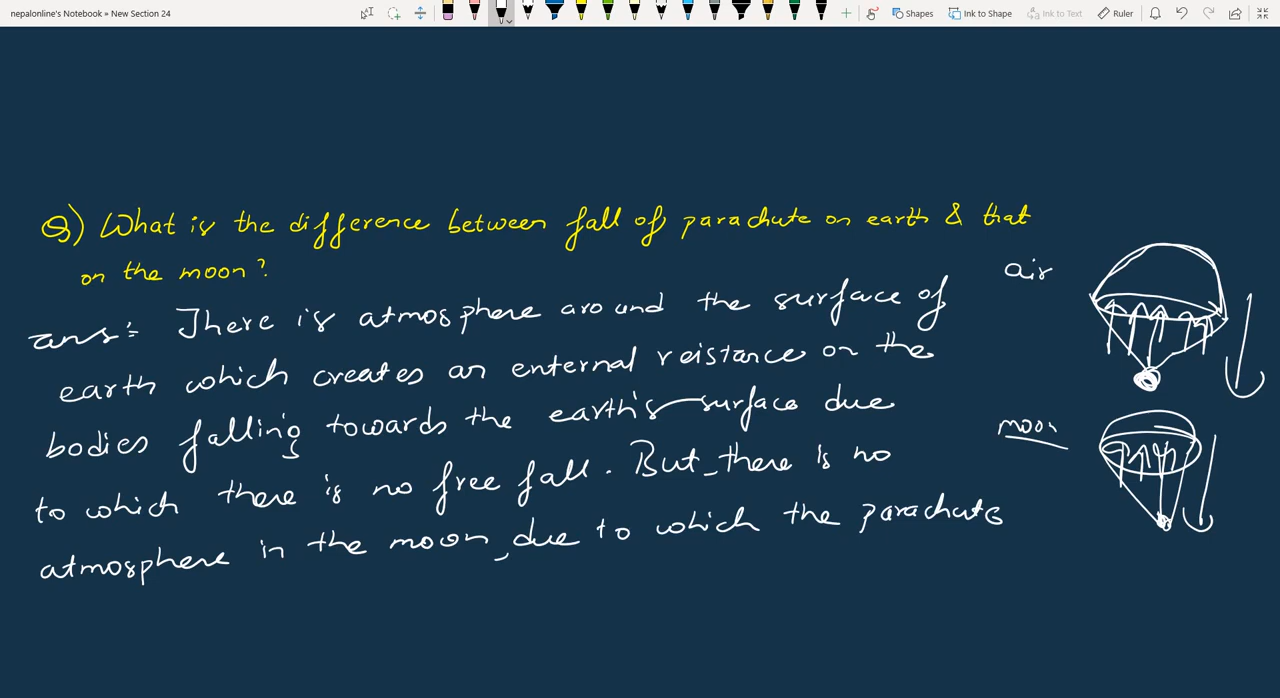 nepalonline's Notebook » New Section 24
Shapes
Ink to Shape
Ink to Text
Ruler
Q) What is the difference between fall of parachute on earth & that
on the moon?
ans:- There is atmosphere around the surface of
earth which creates an enternal reistance on the
bodies falling towards the earth's surface due
to which there is no free fall. But there is no
atmosphere in the moon, due to which the parachute
air
moon